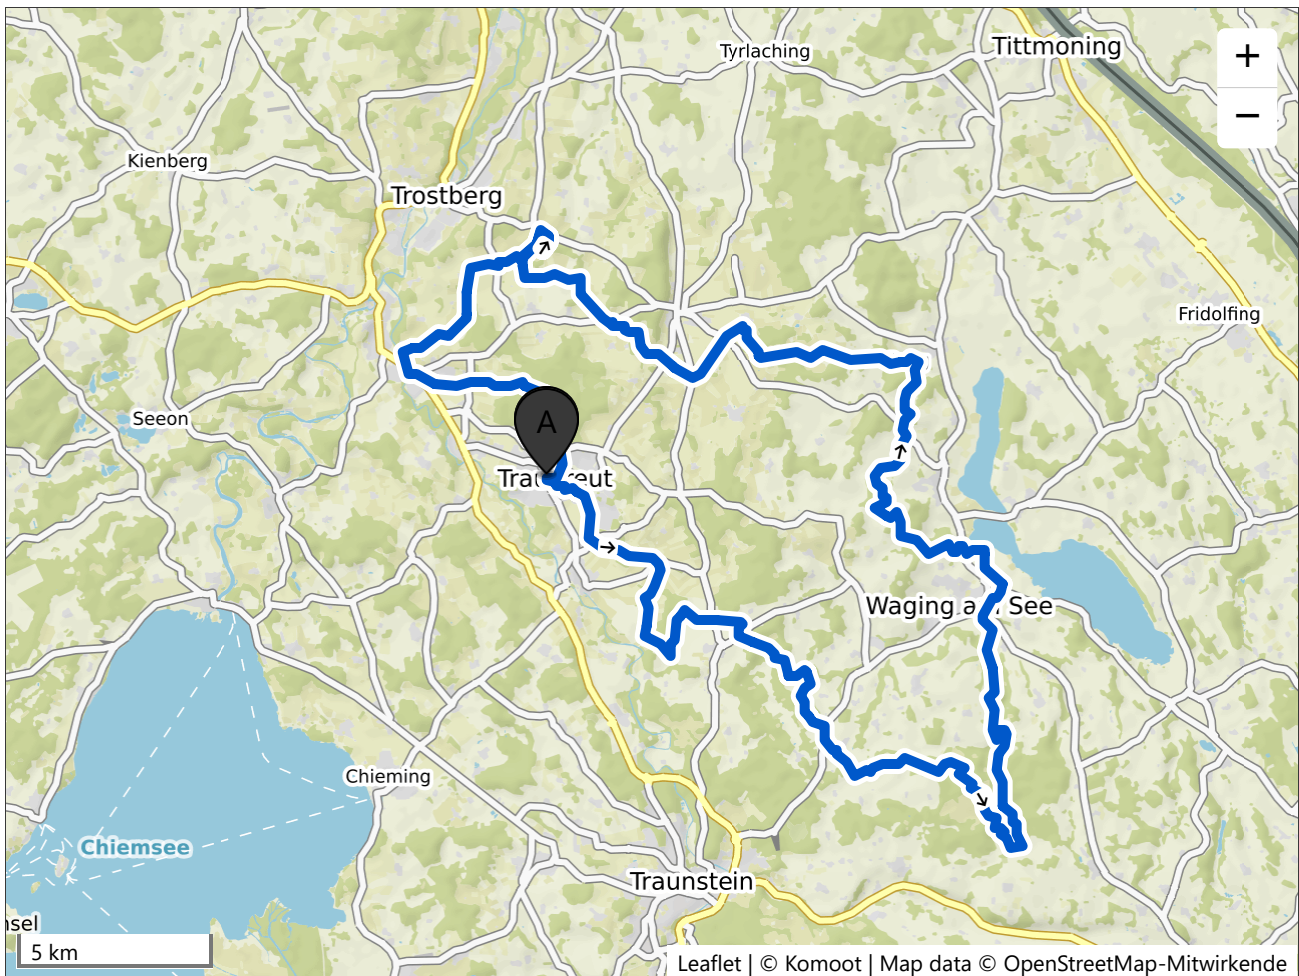 Tittmoning
Tyrlaching
+
−
Kienberg
Trostberg
Fridolfing
Seeon
A
Waging a
See
Chieming
Chiemsee
Traunstein
nsel
5 km
Leaflet | © Komoot | Map data © OpenStreetMap-Mitwirkende